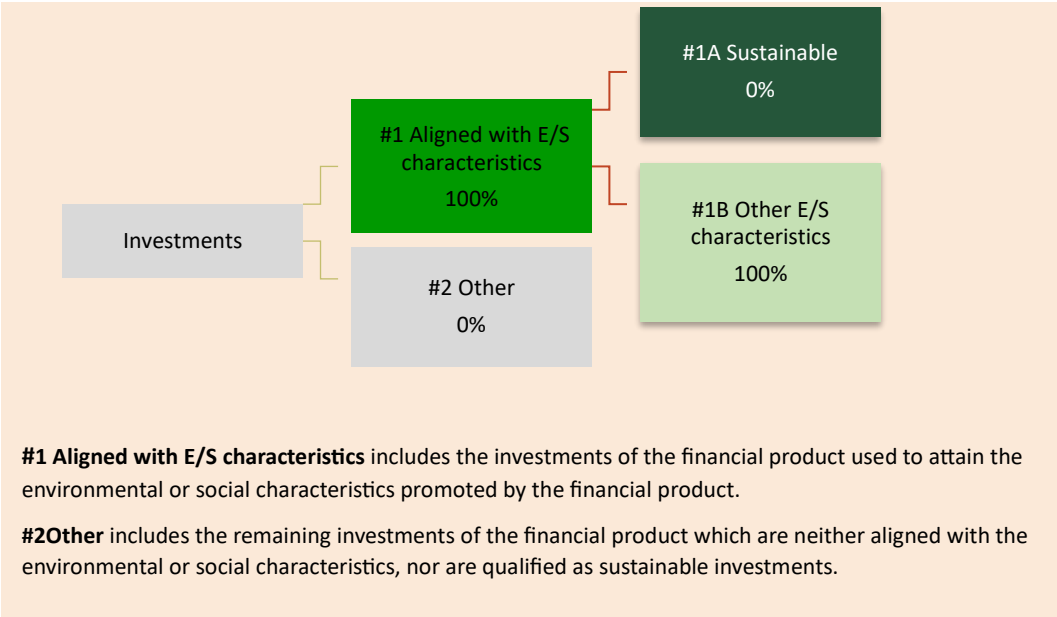 Investments
#1 Aligned with E/S
characteristics
100%
#2 Other
0%
#1A Sustainable
0%
#1B Other E/S
characteristics
100%
#1 Aligned with E/S characteristics includes the investments of the financial product used to attain the
environmental or social characteristics promoted by the financial product.
#2Other includes the remaining investments of the financial product which are neither aligned with the
environmental or social characteristics, nor are qualified as sustainable investments.